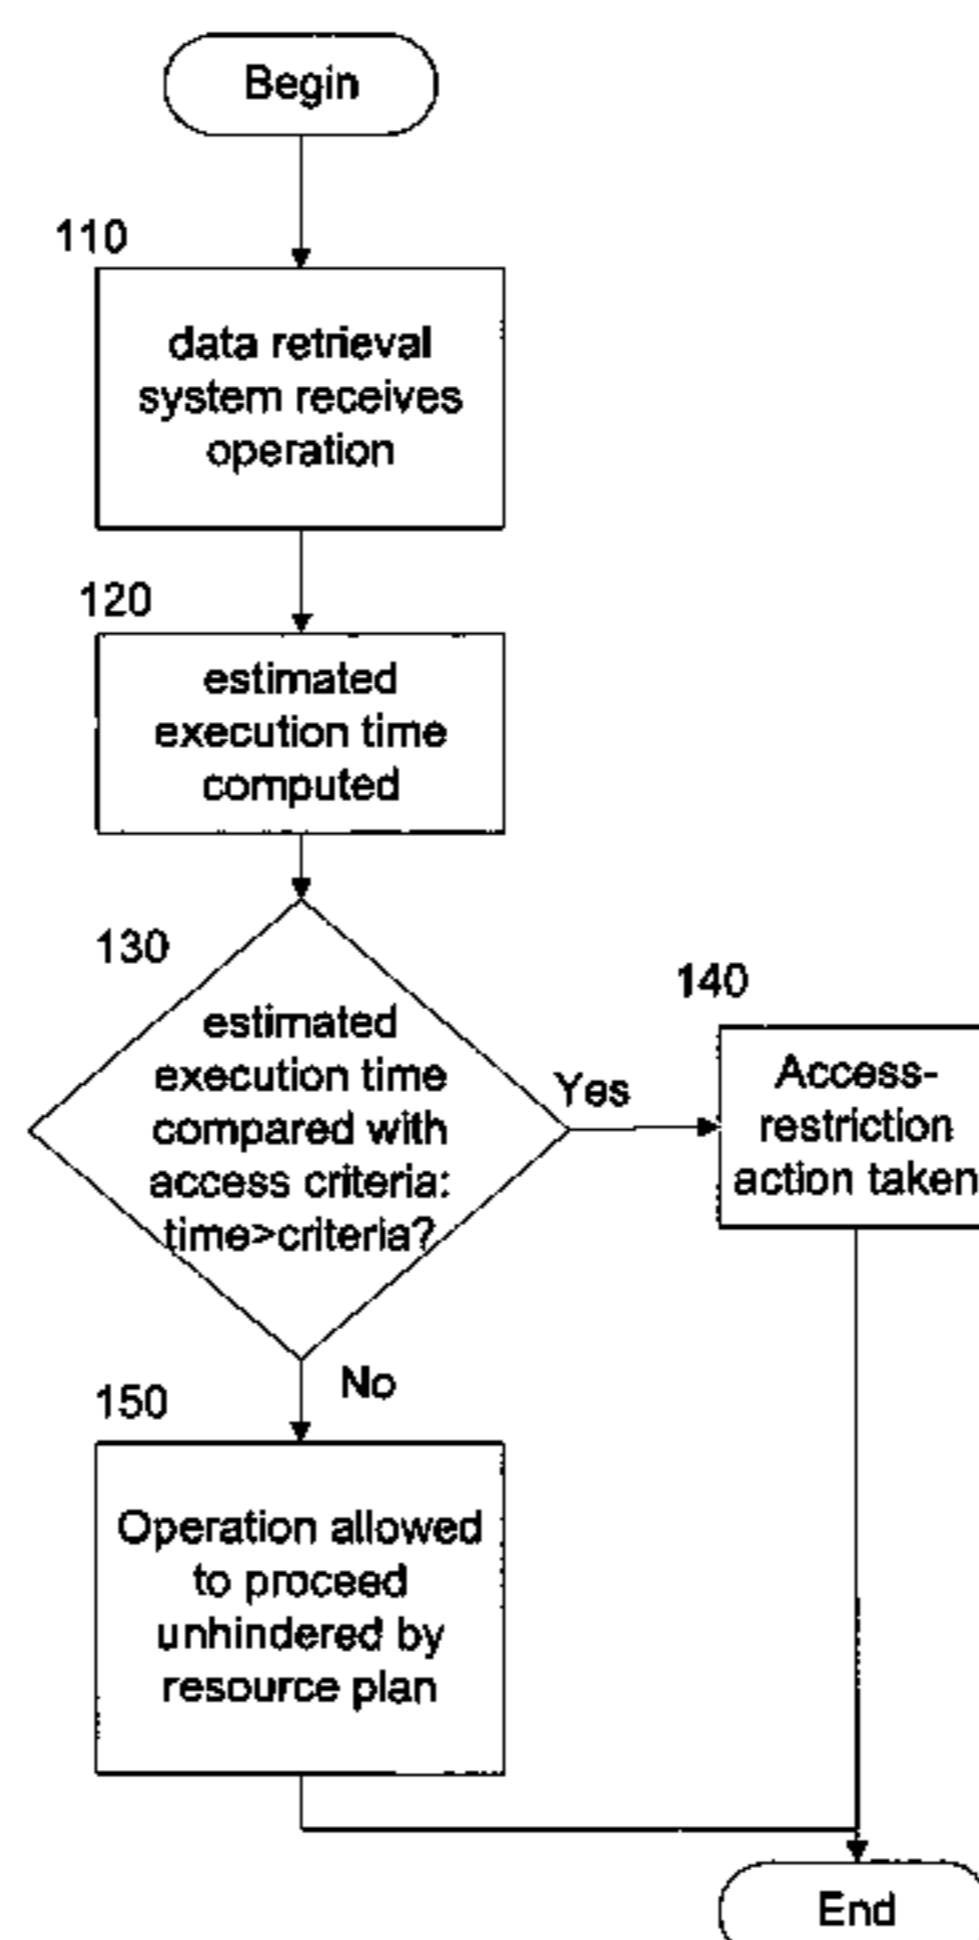 Begin
110
data retrieval
system receives
operation
120
estimated
execution time
computed
130
estimated
execution time
compared with
access criteria:
time>criteria?
Yes
140
Access-
restriction
action taken
No
150
Operation allowed
to proceed
unhindered by
resource plan
End